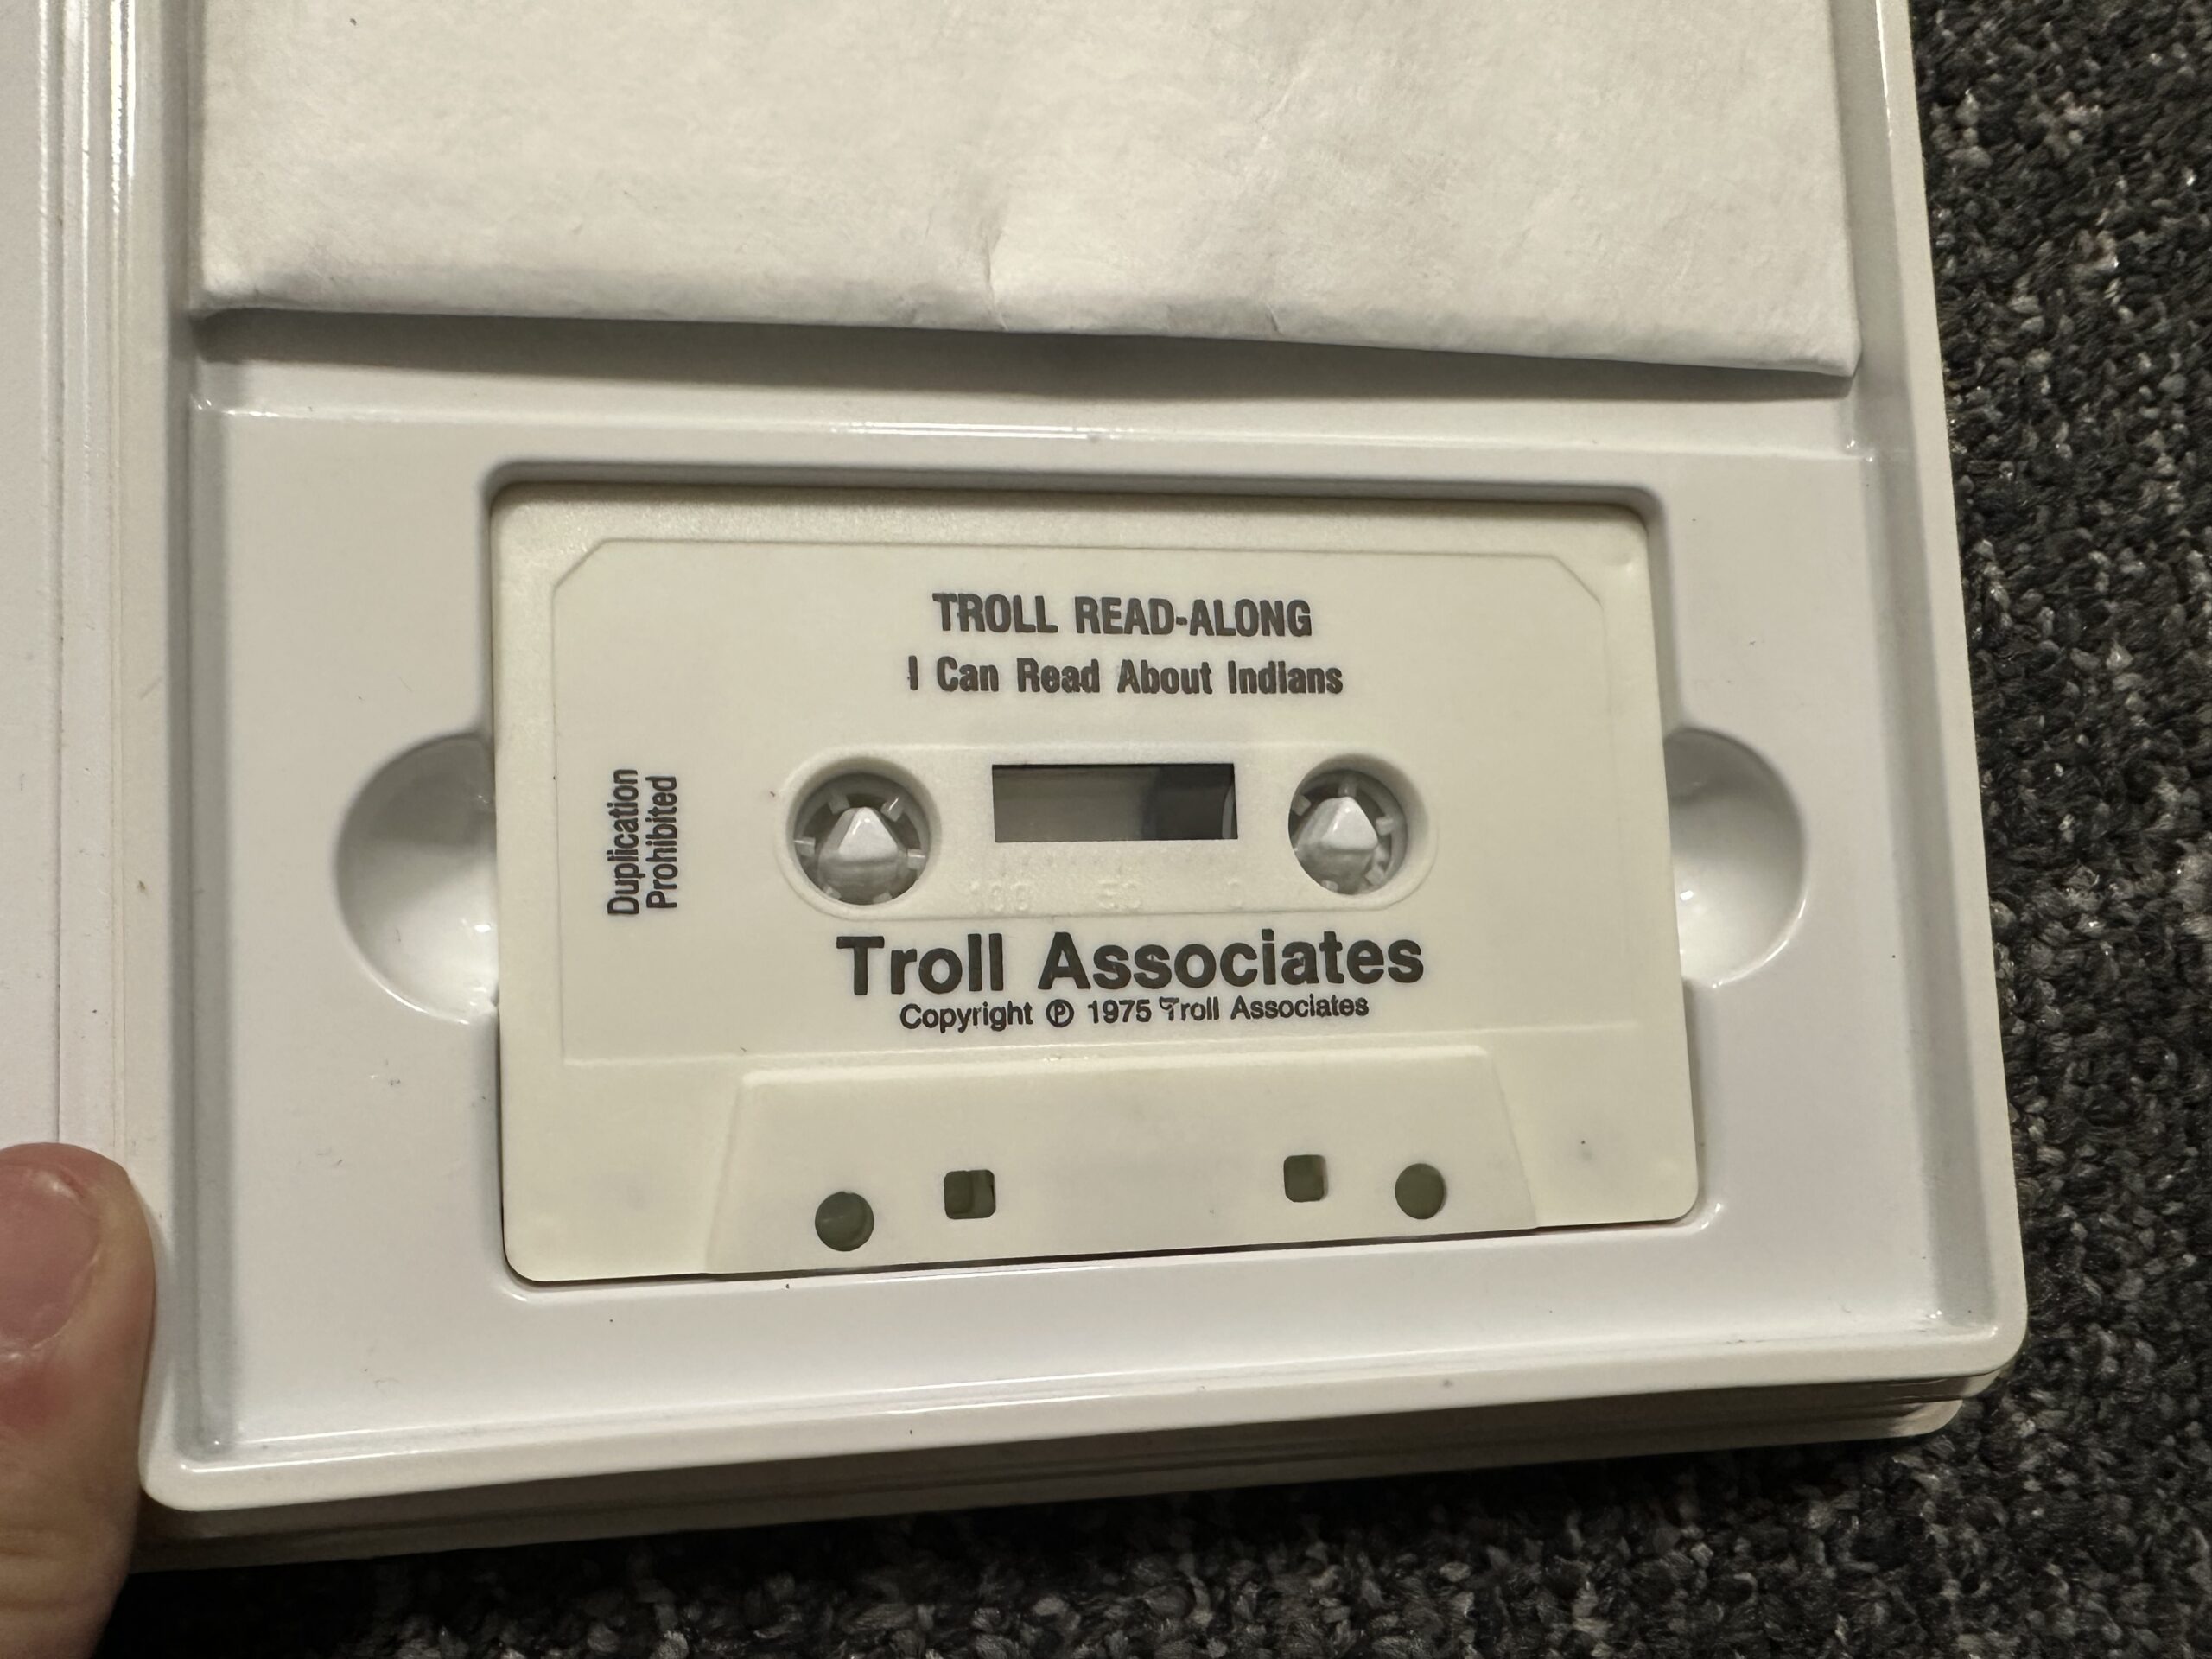 TROLL READ-ALONG
I Can Read About Indians
Duplication
Prohibited
Troll Associates
Copyright ℗ 1975 Troll Associates